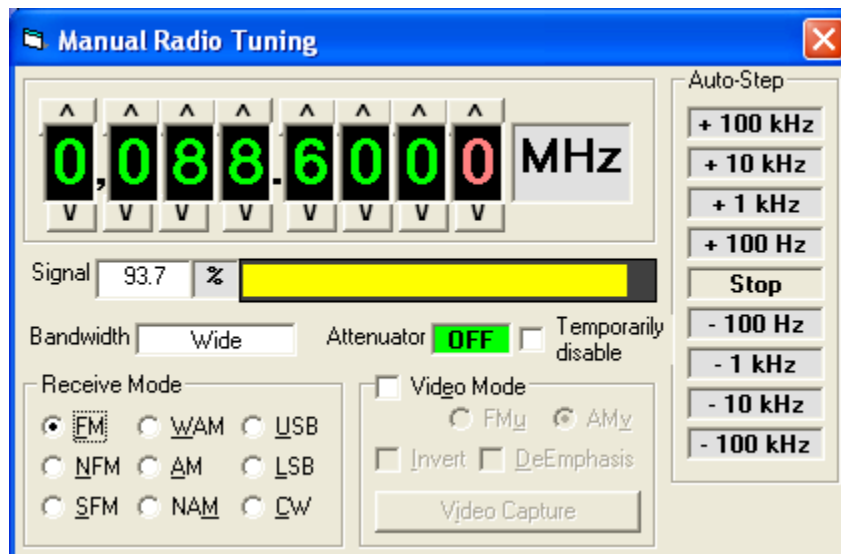 Manual Radio Tuning
Auto-Step
^ ^ ^ ^ ^ ^ ^ ^
0,088.6000 MHz
v v v v v v v v
+ 100 kHz
+ 10 kHz
+ 1 kHz
+ 100 Hz
Stop
- 100 Hz
- 1 kHz
- 10 kHz
- 100 kHz
Signal 93.7 %
Bandwidth Wide Attenuator OFF Temporarily
disable
Receive Mode
FM WAM USB
NFM AM LSB
SFM NAM CW
Video Mode
FMu AMv
Invert DeEmphasis
Video Capture